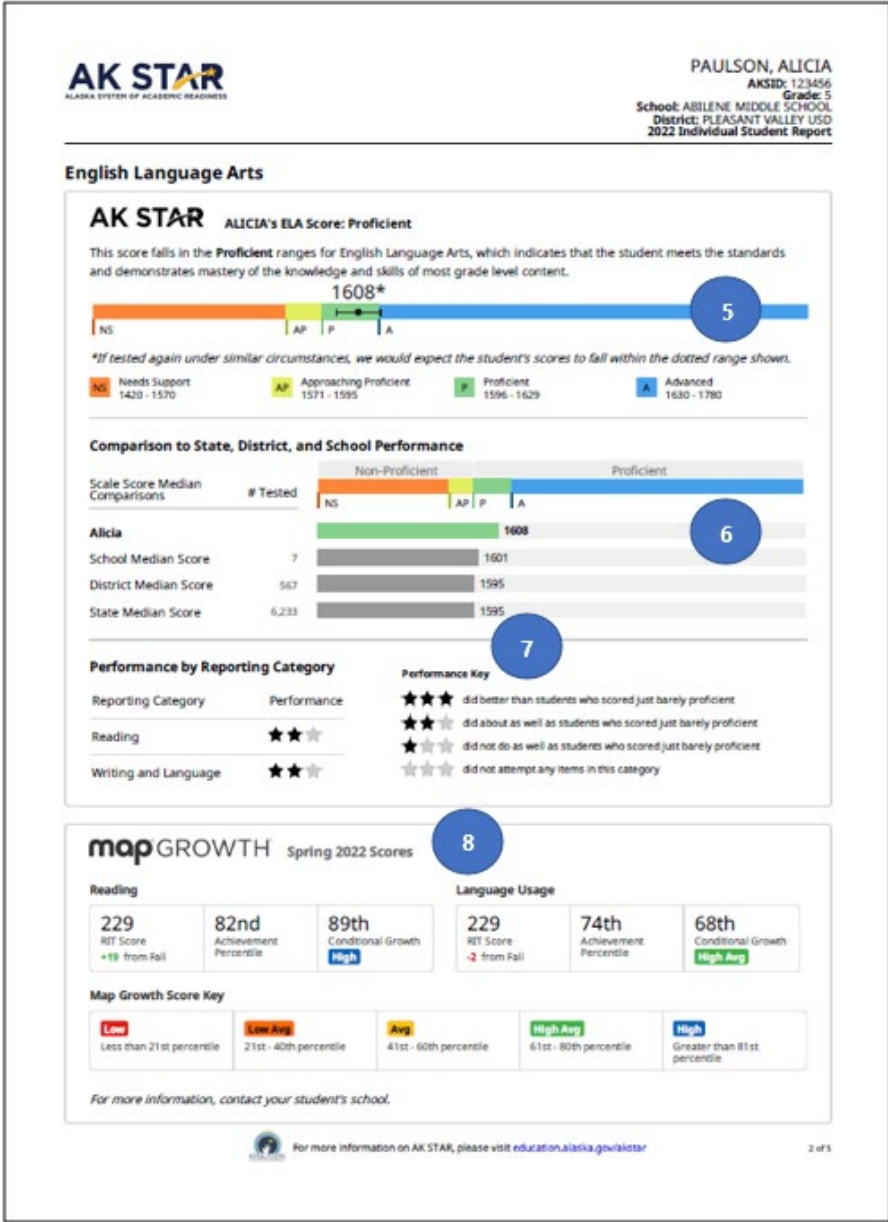 AK STAR
ALASKA SYSTEM OF ACADEMIC READINESS
PAULSON, ALICIA
AKSID: 123456
Grade: 5
School: ABILENE MIDDLE SCHOOL
District: PLEASANT VALLEY USD
2022 Individual Student Report
English Language Arts
AK STAR ALICIA's ELA Score: Proficient
This score falls in the Proficient ranges for English Language Arts, which indicates that the student meets the standards
and demonstrates mastery of the knowledge and skills of most grade level content.
1608*
5
NS AP P A
*If tested again under similar circumstances, we would expect the student's scores to fall within the dotted range shown.
NS Needs Support
1420 - 1570
AP Approaching Proficient
1571 - 1595
P Proficient
1596 - 1629
A Advanced
1630 - 1780
Comparison to State, District, and School Performance
Non-Proficient Proficient
Scale Score Median
Comparisons
# Tested
NS AP P A
Alicia 1608
6
School Median Score 7 1601
District Median Score 567 1595
State Median Score 6,233 1595
7
Performance by Reporting Category
Reporting Category Performance
Reading
Writing and Language
Performance Key
did better than students who scored just barely proficient
did about as well as students who scored just barely proficient
did not do as well as students who scored just barely proficient
did not attempt any items in this category
map GROWTH Spring 2022 Scores
8
Reading
229
RIT Score
+19 from Fall
82nd
Achievement
Percentile
89th
Conditional Growth
High
Language Usage
229
RIT Score
-2 from Fall
74th
Achievement
Percentile
68th
Conditional Growth
High Avg
Map Growth Score Key
Low
Less than 21st percentile
Low Avg
21st - 40th percentile
Avg
41st - 60th percentile
High Avg
61st - 80th percentile
High
Greater than 81st
percentile
For more information, contact your student's school.
For more information on AK STAR, please visit education.alaska.gov/akstar
2 of 5